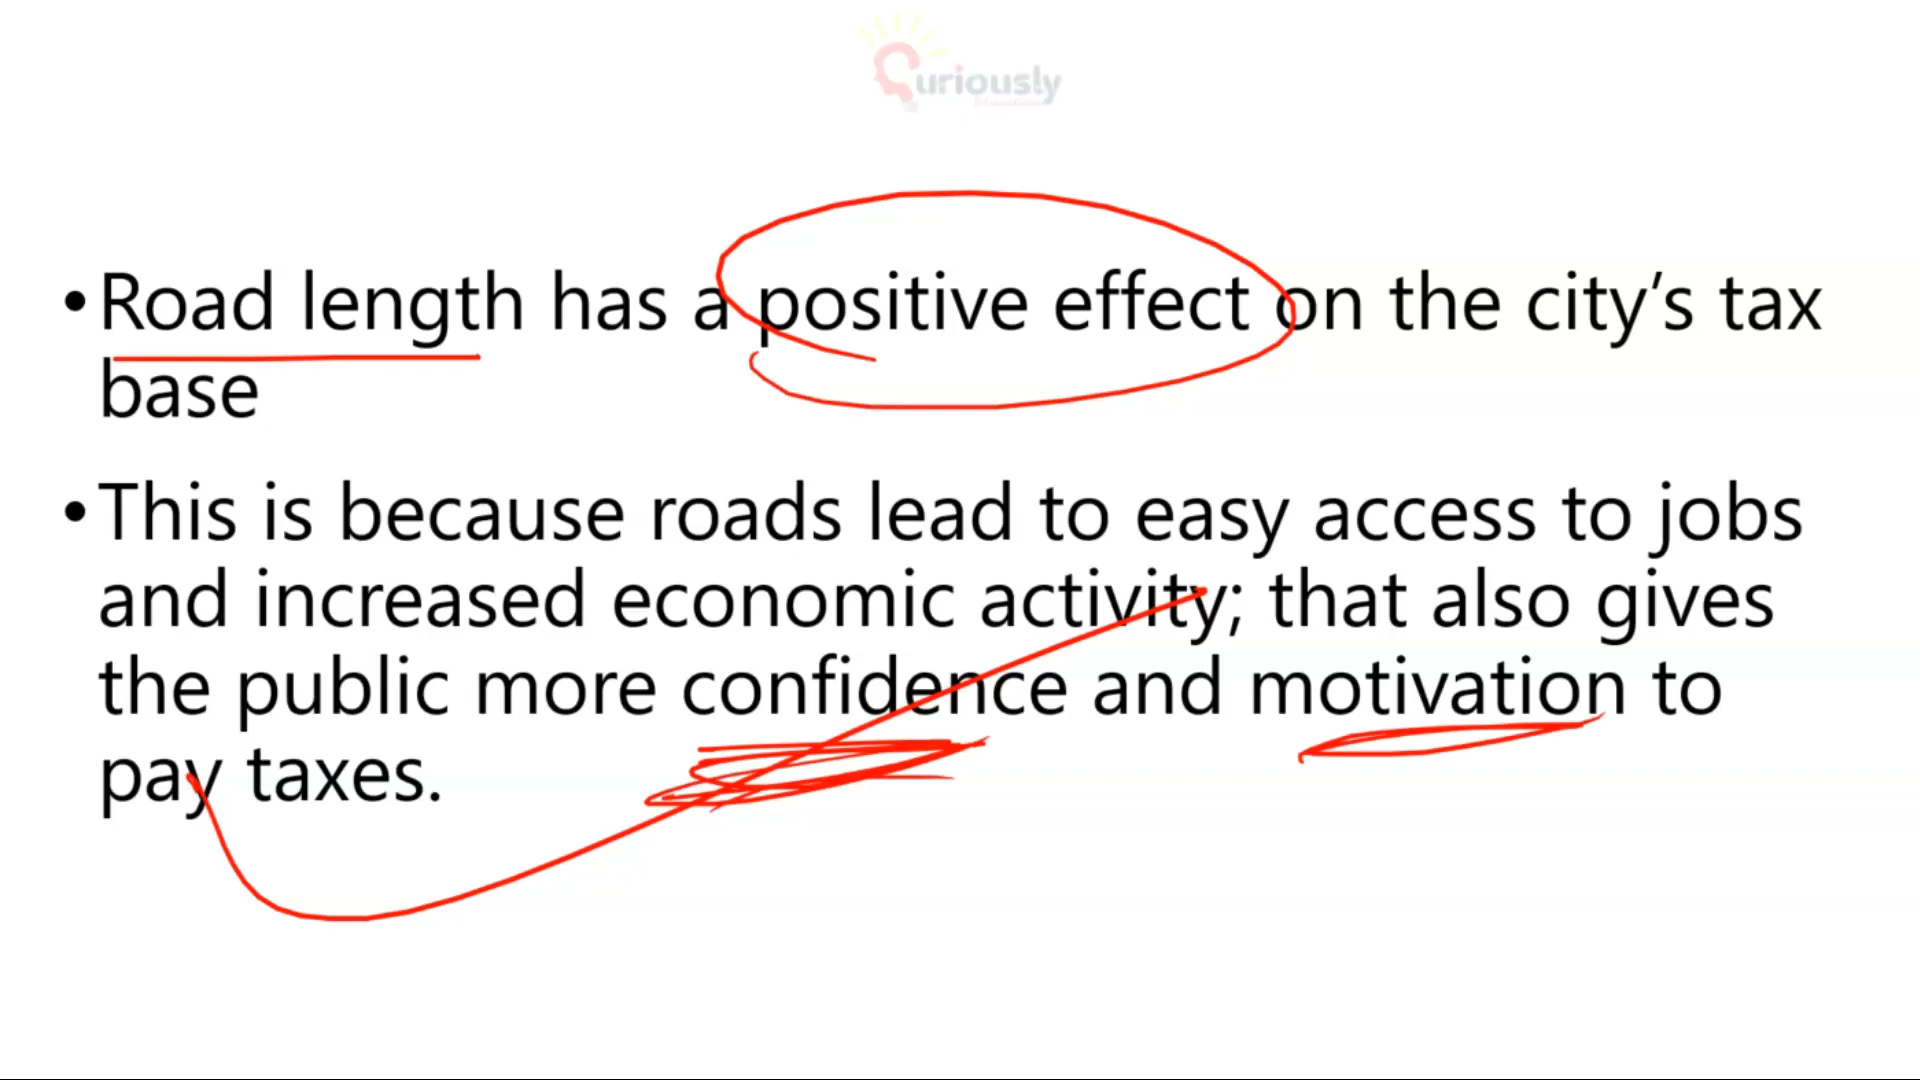 uriously
• Road length has a positive effect on the city's tax
base
• This is because roads lead to easy access to jobs
and increased economic activity; that also gives
the public more confidence and motivation to
pay taxes.